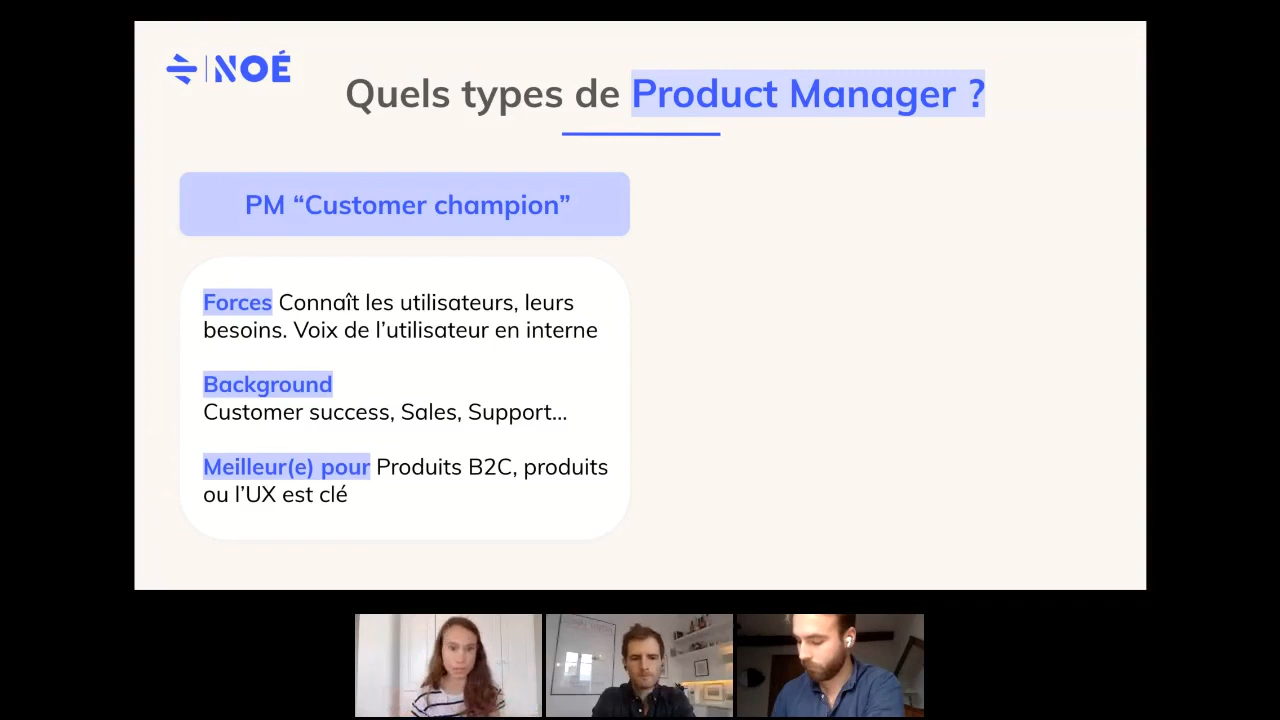 NOÉ
Quels types de Product Manager ?
PM “Customer champion”
Forces Connaît les utilisateurs, leurs
besoins. Voix de l’utilisateur en interne
Background
Customer success, Sales, Support...
Meilleur(e) pour Produits B2C, produits
ou l’UX est clé